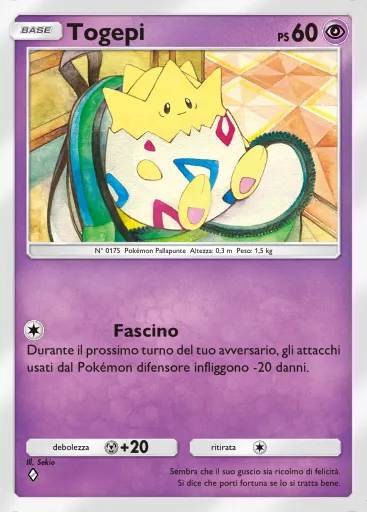 BASE
Togepi
PS 60
N° 0175 Pokémon Pallapunte Altezza: 0,3 m Peso: 1,5 kg
Fascino
Durante il prossimo turno del tuo avversario, gli attacchi
usati dal Pokémon difensore infliggono -20 danni.
debolezza +20 ritirata
Ill. Sekio
Sembra che il suo guscio sia ricolmo di felicità.
Si dice che porti fortuna se lo si tratta bene.